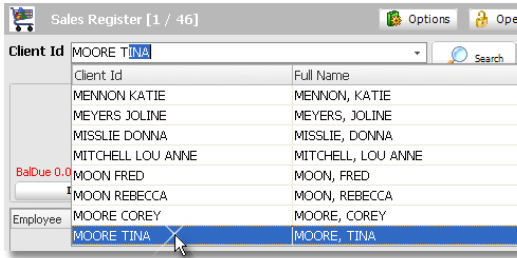 Sales Register [1 / 46] Options Ope
Client Id MOORE TINA Search
Client Id Full Name
MENNON KATIE MENNON, KATIE
MEYERS JOLINE MEYERS, JOLINE
MISSLIE DONNA MISSLIE, DONNA
MITCHELL LOU ANNE MITCHELL, LOU ANNE
MOON FRED MOON, FRED
BalDue 0.0
MOON REBECCA MOON, REBECCA
MOORE COREY MOORE, COREY
Employee
MOORE TINA MOORE, TINA